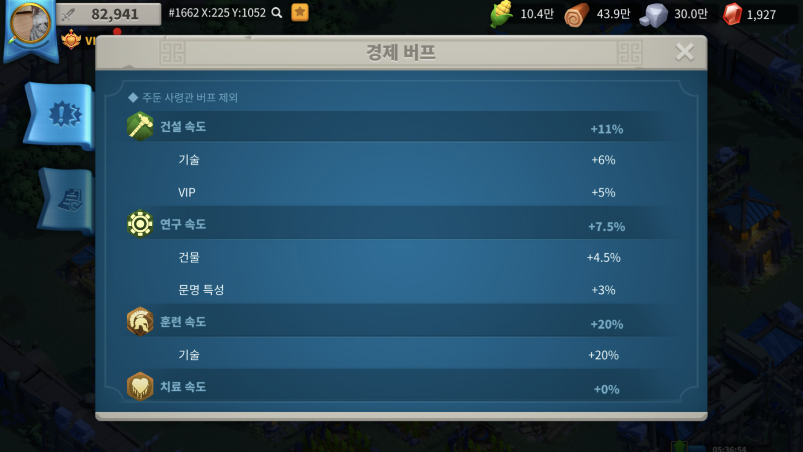 82,941
#1662 X:225 Y:1052
10.4만
43.9만
30.0만
1,927
경제 버프
◆ 주둔 사령관 버프 제외
건설 속도 +11%
기술 +6%
VIP +5%
연구 속도 +7.5%
건물 +4.5%
문명 특성 +3%
훈련 속도 +20%
기술 +20%
치료 속도 +0%
05:36:54